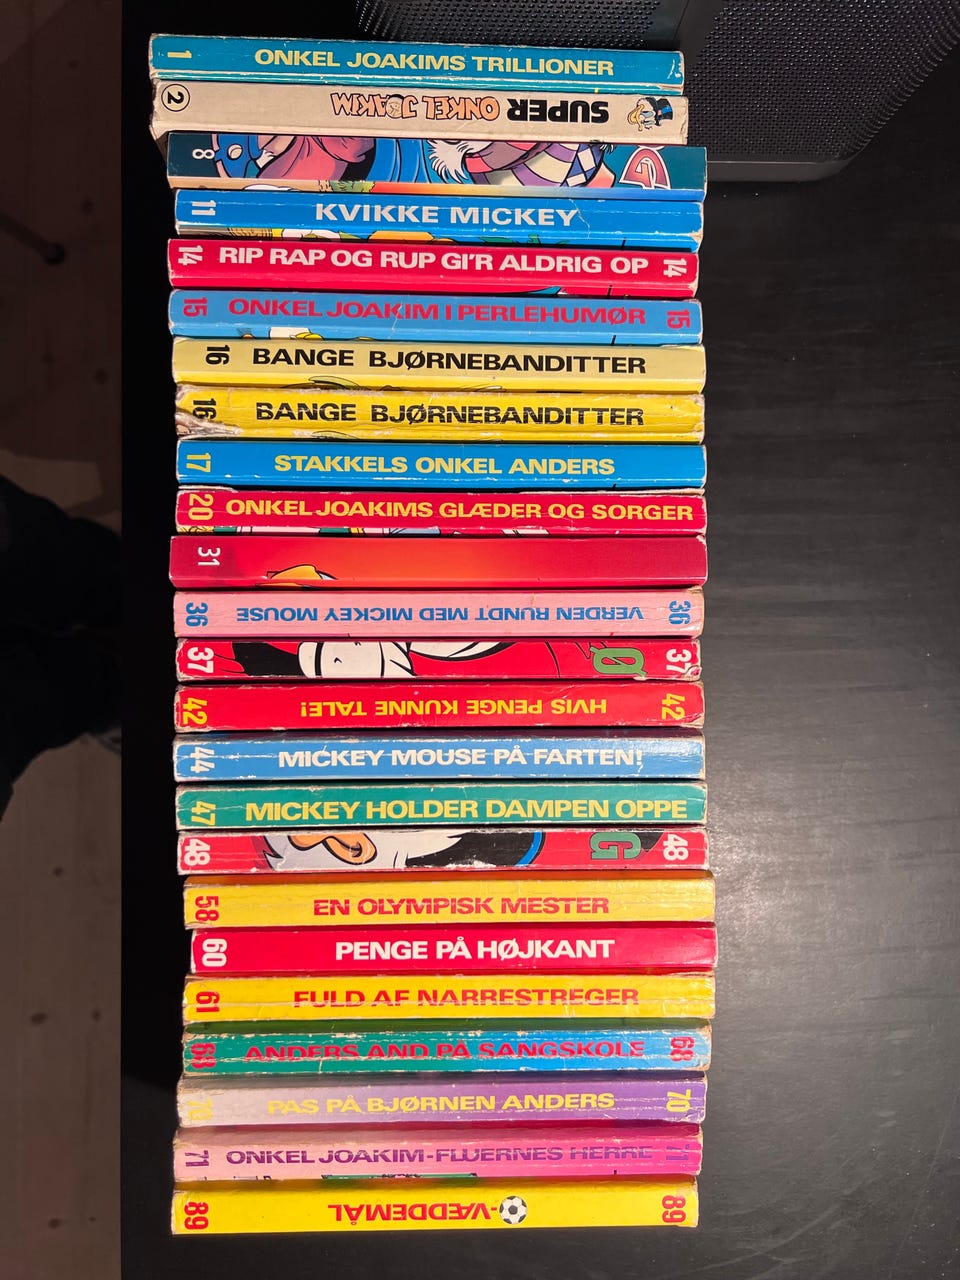 1 ONKEL JOAKIMS TRILLIONER
2 SUPER ONKEL JOAKIM
8 G
11 KVIKKE MICKEY
14 RIP RAP OG RUP GI'R ALDRIG OP 14
15 ONKEL JOAKIM I PERLEHUMØR 15
16 BANGE BJØRNEBANDITTER
16 BANGE BJØRNEBANDITTER
17 STAKKELS ONKEL ANDERS
20 ONKEL JOAKIMS GLÆDER OG SORGER
31
36 VERDEN RUNDT MED MICKEY MOUSE 36
37 Ø 37
42 HVIS PENGE KUNNE TALE! 42
44 MICKEY MOUSE PÅ FARTEN!
47 MICKEY HOLDER DAMPEN OPPE
48 G 48
58 EN OLYMPISK MESTER
60 PENGE PÅ HØJKANT
61 FULD AF NARRESTREGER
68 ANDERS AND PÅ SANGSKOLE 68
70 PAS PÅ BJØRNEN ANDERS 70
71 ONKEL JOAKIM-FLUERNES HERRE 71
89 -VÆDDEMÅL 89